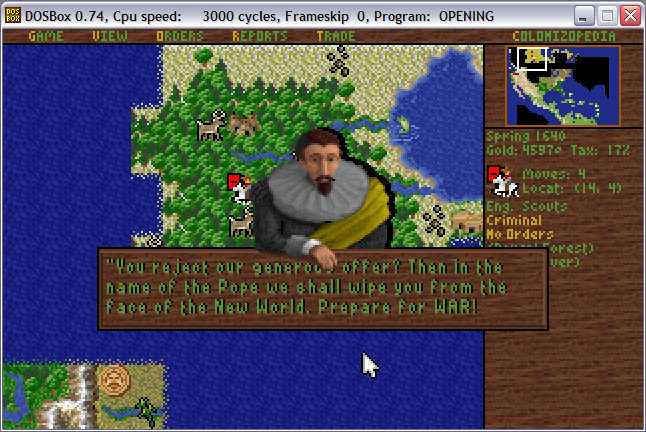 DOSBox 0.74, Cpu speed: 3000 cycles, Frameskip 0, Program: OPENING
GAME VIEW ORDERS REPORTS TRADE COLONIZOPEDIA
Spring 1640
Gold: 4597¢ Tax: 17%
Moves: 4
Locat: (14, 4)
Eng. Scouts
Criminal
No Orders
Forest)
"You reject our generous offer? Then in the
name of the Pope we shall wipe you from the
face of the New World. Prepare for WAR!